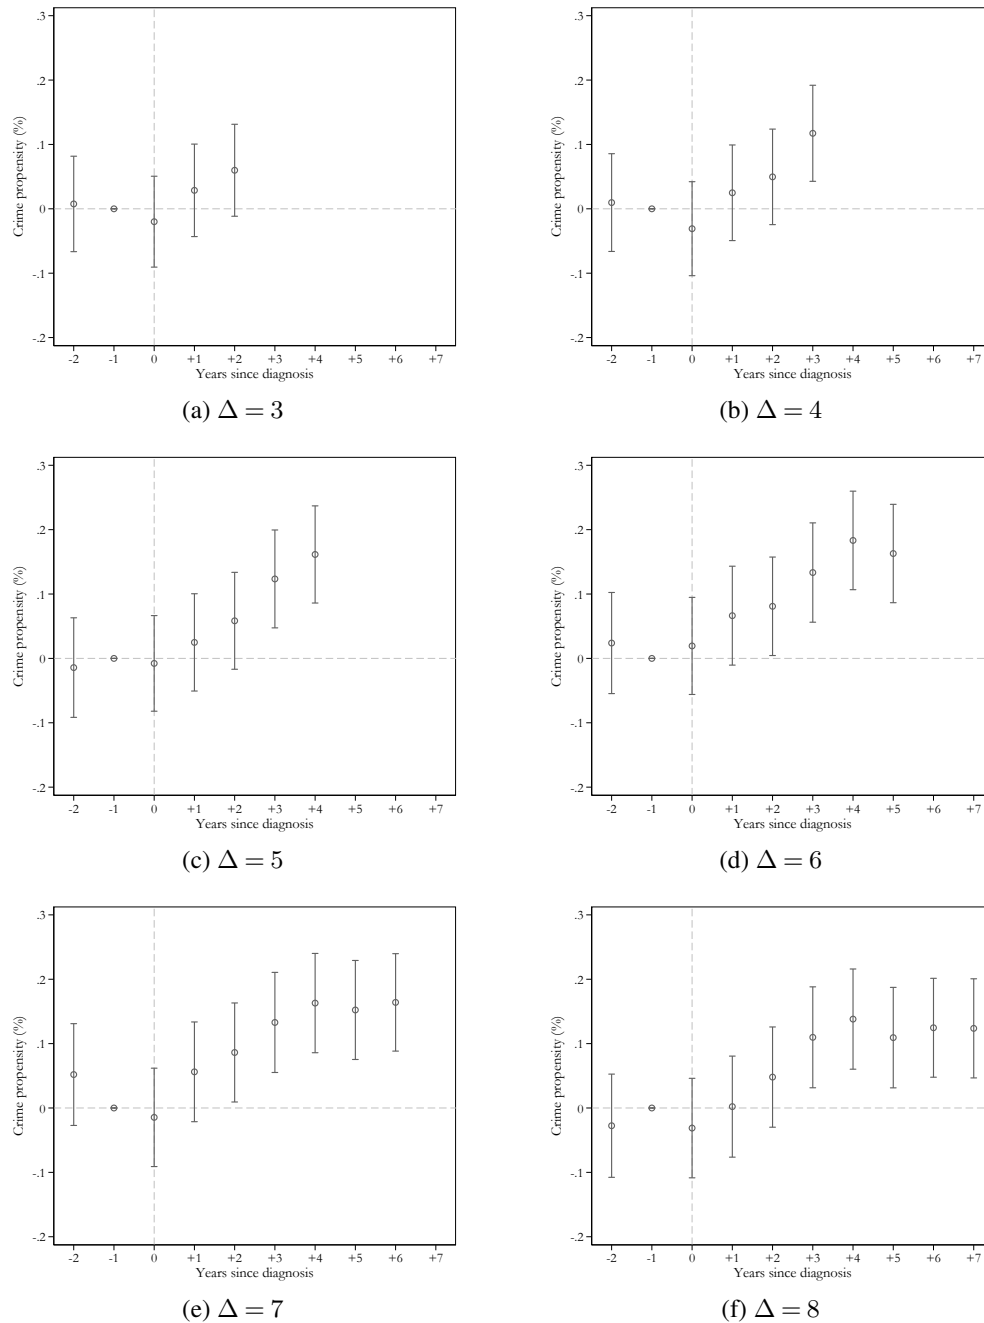 Crime propensity (%)
.3
.2
.1
0
-.1
-.2
-2 -1 0 +1 +2 +3 +4 +5 +6 +7
Years since diagnosis
(a) Δ = 3
Crime propensity (%)
.3
.2
.1
0
-.1
-.2
-2 -1 0 +1 +2 +3 +4 +5 +6 +7
Years since diagnosis
(b) Δ = 4
Crime propensity (%)
.3
.2
.1
0
-.1
-.2
-2 -1 0 +1 +2 +3 +4 +5 +6 +7
Years since diagnosis
(c) Δ = 5
Crime propensity (%)
.3
.2
.1
0
-.1
-.2
-2 -1 0 +1 +2 +3 +4 +5 +6 +7
Years since diagnosis
(d) Δ = 6
Crime propensity (%)
.3
.2
.1
0
-.1
-.2
-2 -1 0 +1 +2 +3 +4 +5 +6 +7
Years since diagnosis
(e) Δ = 7
Crime propensity (%)
.3
.2
.1
0
-.1
-.2
-2 -1 0 +1 +2 +3 +4 +5 +6 +7
Years since diagnosis
(f) Δ = 8